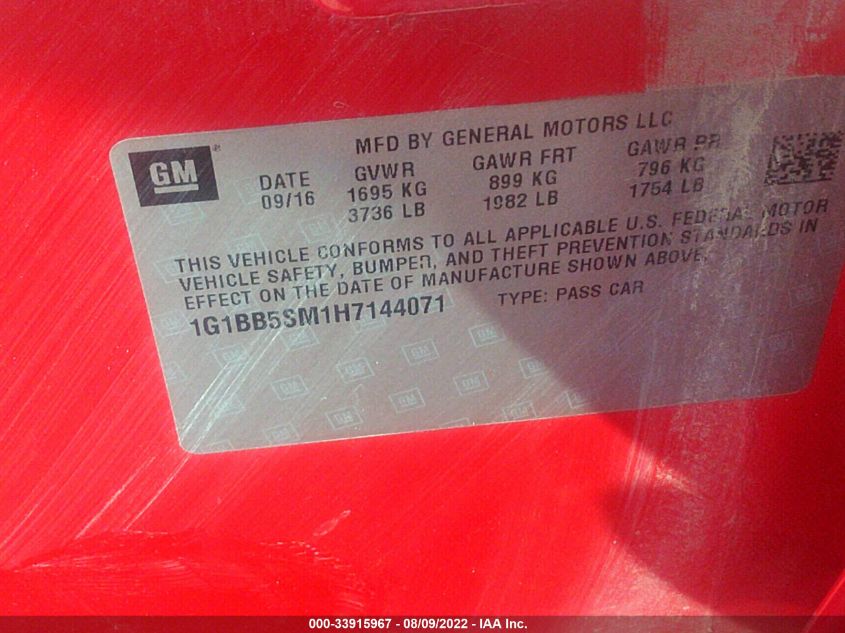 MFD BY GENERAL MOTORS LLC
GM®
DATE GVWR GAWR FRT GAWR RR
09/16 1695 KG 899 KG 796 KG
3736 LB 1982 LB 1754 LB
THIS VEHICLE CONFORMS TO ALL APPLICABLE U.S. FEDERAL MOTOR
VEHICLE SAFETY, BUMPER, AND THEFT PREVENTION STANDARDS IN
EFFECT ON THE DATE OF MANUFACTURE SHOWN ABOVE.
1G1BB5SM1H7144071 TYPE: PASS CAR
000-33915967 - 08/09/2022 - IAA Inc.